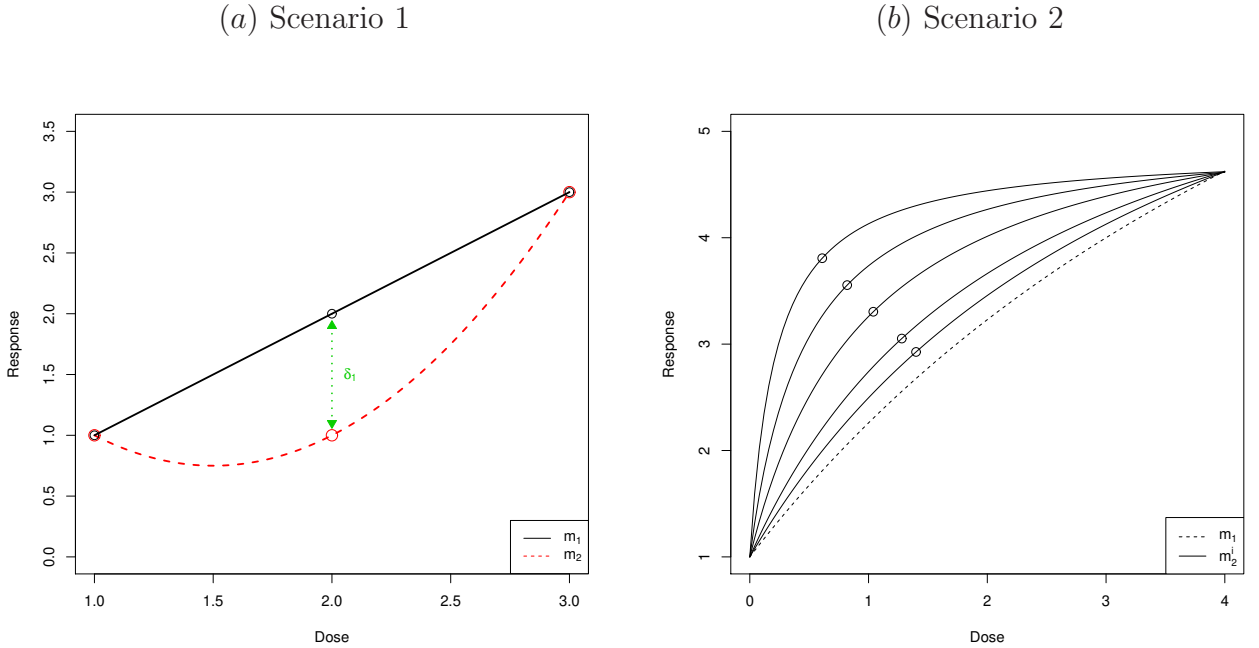 (a) Scenario 1
3.5
3.0
2.5
2.0
1.5
1.0
0.5
0.0
Response
δ₁
m₁
m₂
1.0 1.5 2.0 2.5 3.0
Dose
(b) Scenario 2
5
4
3
2
1
Response
m₁
m₂ⁱ
0 1 2 3 4
Dose